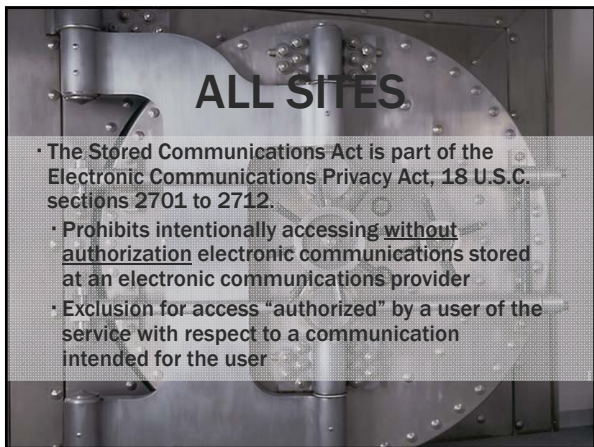 ALL SITES
· The Stored Communications Act is part of the
Electronic Communications Privacy Act, 18 U.S.C.
sections 2701 to 2712.
· Prohibits intentionally accessing without
authorization electronic communications stored
at an electronic communications provider
· Exclusion for access “authorized” by a user of the
service with respect to a communication
intended for the user